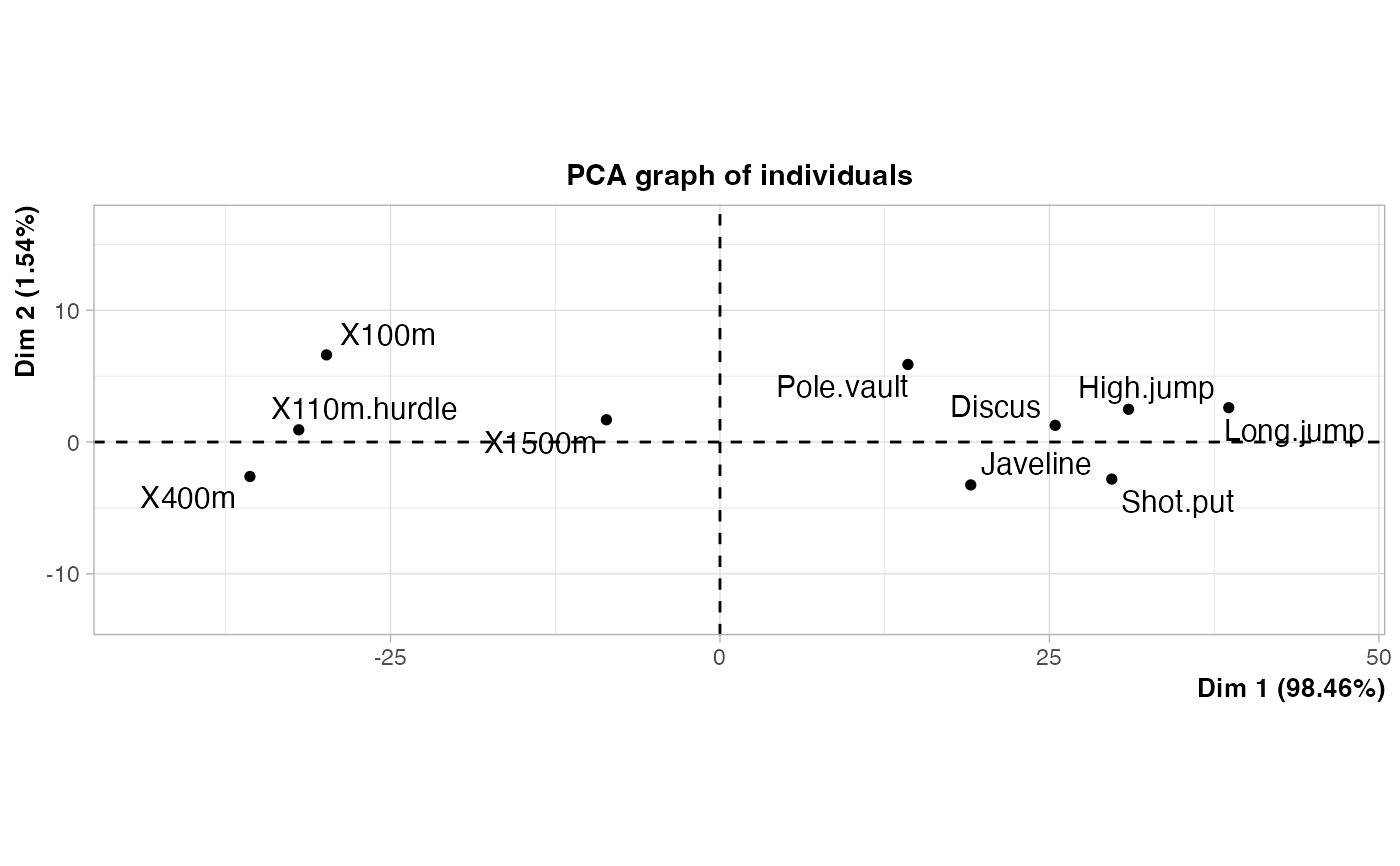 PCA graph of individuals
Dim 2 (1.54%)
10
0
-10
X100m
X110m.hurdle
X1500m
X400m
Pole.vault
Discus
High.jump
Long.jump
Javeline
Shot.put
-25
0
25
50
Dim 1 (98.46%)